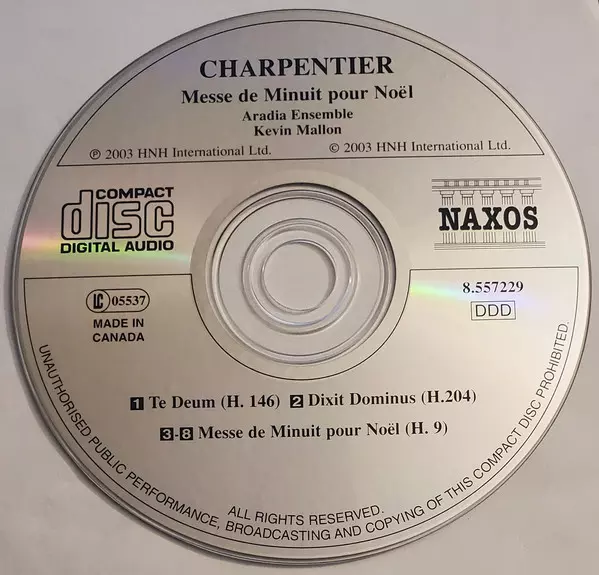 CHARPENTIER
Messe de Minuit pour Noël
Aradia Ensemble
Kevin Mallon
℗ 2003 HNH International Ltd. © 2003 HNH International Ltd.
COMPACT
disc
DIGITAL AUDIO
NAXOS
LC 05537
MADE IN
CANADA
8.557229
DDD
1 Te Deum (H. 146) 2 Dixit Dominus (H.204)
3-8 Messe de Minuit pour Noël (H. 9)
ALL RIGHTS RESERVED.
UNAUTHORISED PUBLIC PERFORMANCE, BROADCASTING AND COPYING OF THIS COMPACT DISC PROHIBITED.